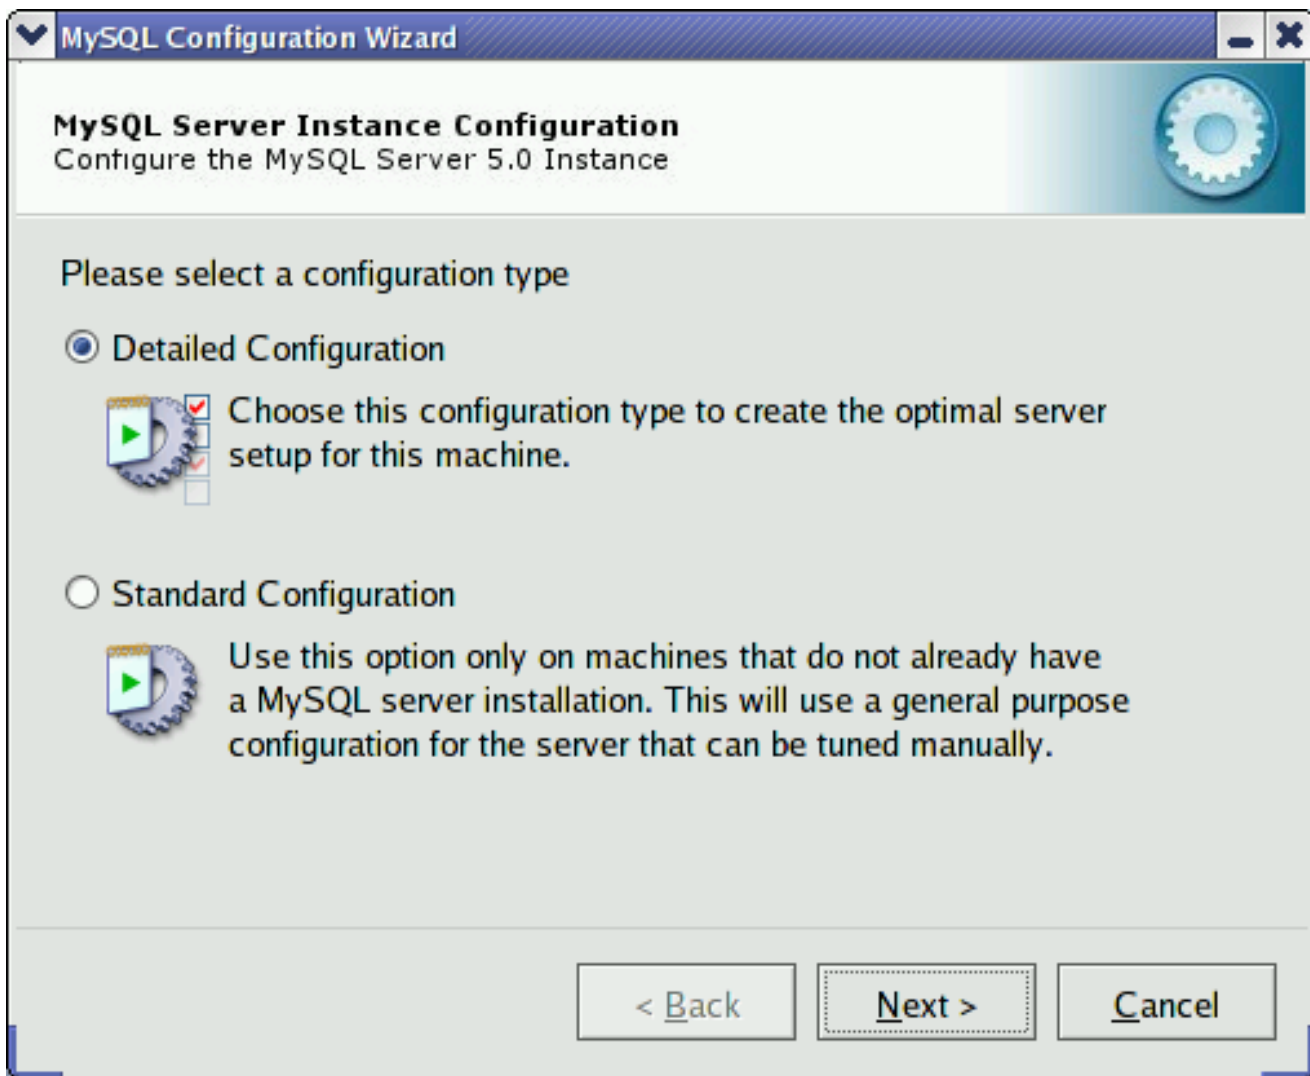 MySQL Configuration Wizard
MySQL Server Instance Configuration
Configure the MySQL Server 5.0 Instance
Please select a configuration type
Detailed Configuration
Choose this configuration type to create the optimal server
setup for this machine.
Standard Configuration
Use this option only on machines that do not already have
a MySQL server installation. This will use a general purpose
configuration for the server that can be tuned manually.
< Back
Next >
Cancel